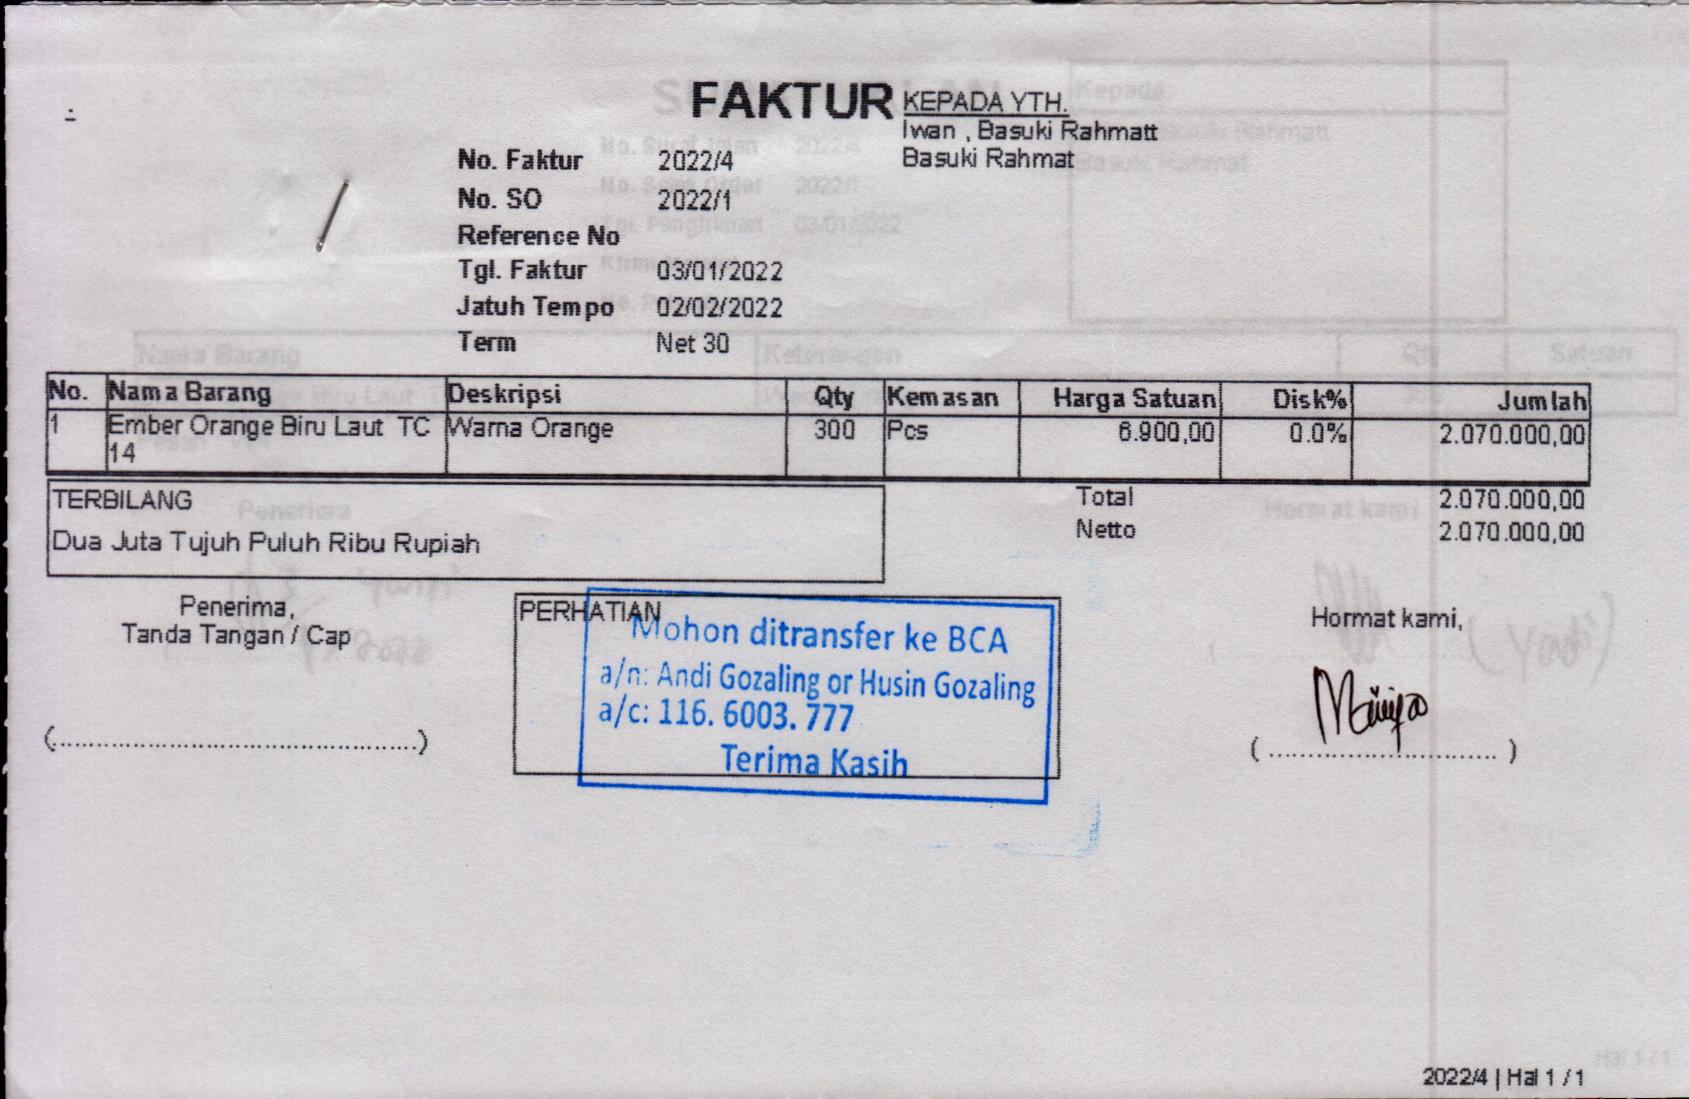 FAKTUR
KEPADA YTH.
Iwan , Basuki Rahmatt
Basuki Rahmat
No. Faktur 2022/4
No. SO 2022/1
Reference No
Tgl. Faktur 03/01/2022
Jatuh Tempo 02/02/2022
Term Net 30
No. Nama Barang Deskripsi Qty Kemasan Harga Satuan Disk% Jumlah
1 Ember Orange Biru Laut TC Warna Orange 300 Pcs 6.900,00 0.0% 2.070.000,00
14
TERBILANG
Dua Juta Tujuh Puluh Ribu Rupiah
Total 2.070.000,00
Netto 2.070.000,00
Penerima,
Tanda Tangan / Cap
(................................................)
PERHATIAN
Mohon ditransfer ke BCA
a/n: Andi Gozaling or Husin Gozaling
a/c: 116. 6003. 777
Terima Kasih
Hormat kami,
( .............................. )
2022/4 | Hal 1 / 1